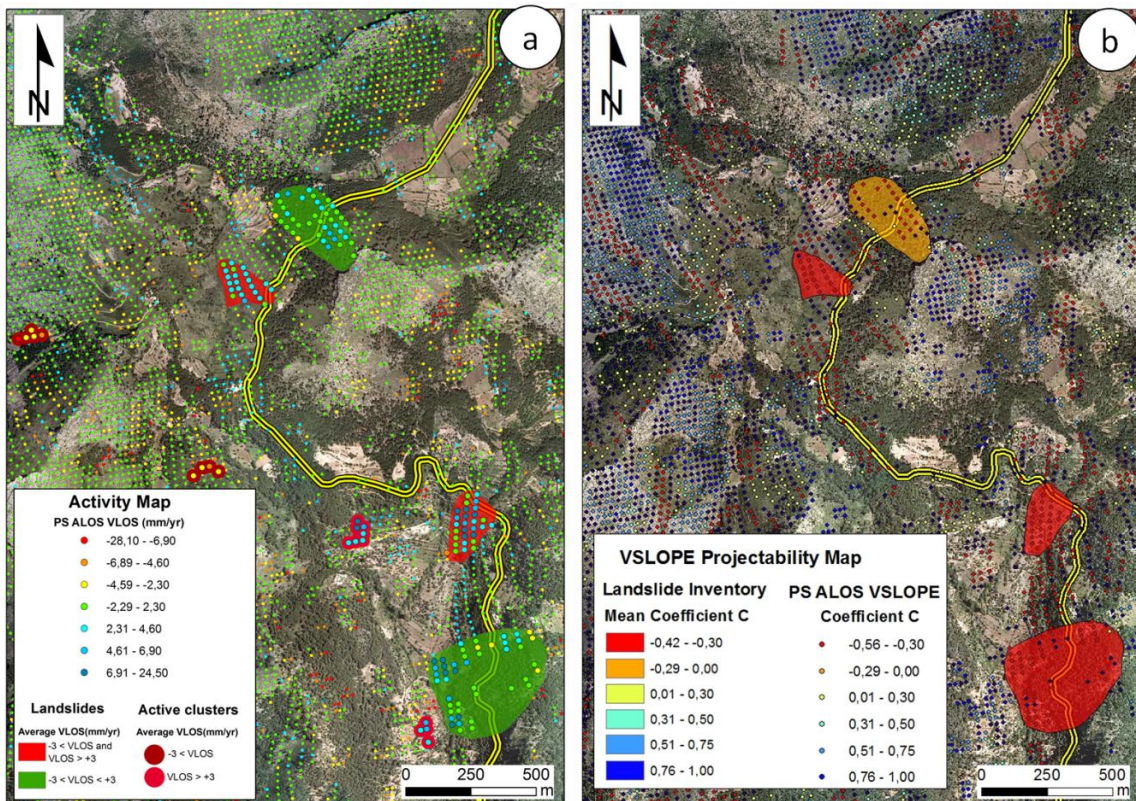 a
N
Activity Map
PS ALOS VLOS (mm/yr)
-28,10 - -6,90
-6,89 - -4,60
-4,59 - -2,30
-2,29 - 2,30
2,31 - 4,60
4,61 - 6,90
6,91 - 24,50
Landslides
Average VLOS(mm/yr)
-3 < VLOS and
VLOS > +3
-3 < VLOS < +3
Active clusters
Average VLOS(mm/yr)
-3 < VLOS
VLOS > +3
0 250 500
m
b
N
VSLOPE Projectability Map
Landslide Inventory
Mean Coefficient C
-0,42 - -0,30
-0,29 - 0,00
0,01 - 0,30
0,31 - 0,50
0,51 - 0,75
0,76 - 1,00
PS ALOS VSLOPE
Coefficient C
-0,56 - -0,30
-0,29 - 0,00
0,01 - 0,30
0,31 - 0,50
0,51 - 0,75
0,76 - 1,00
0 250 500
m